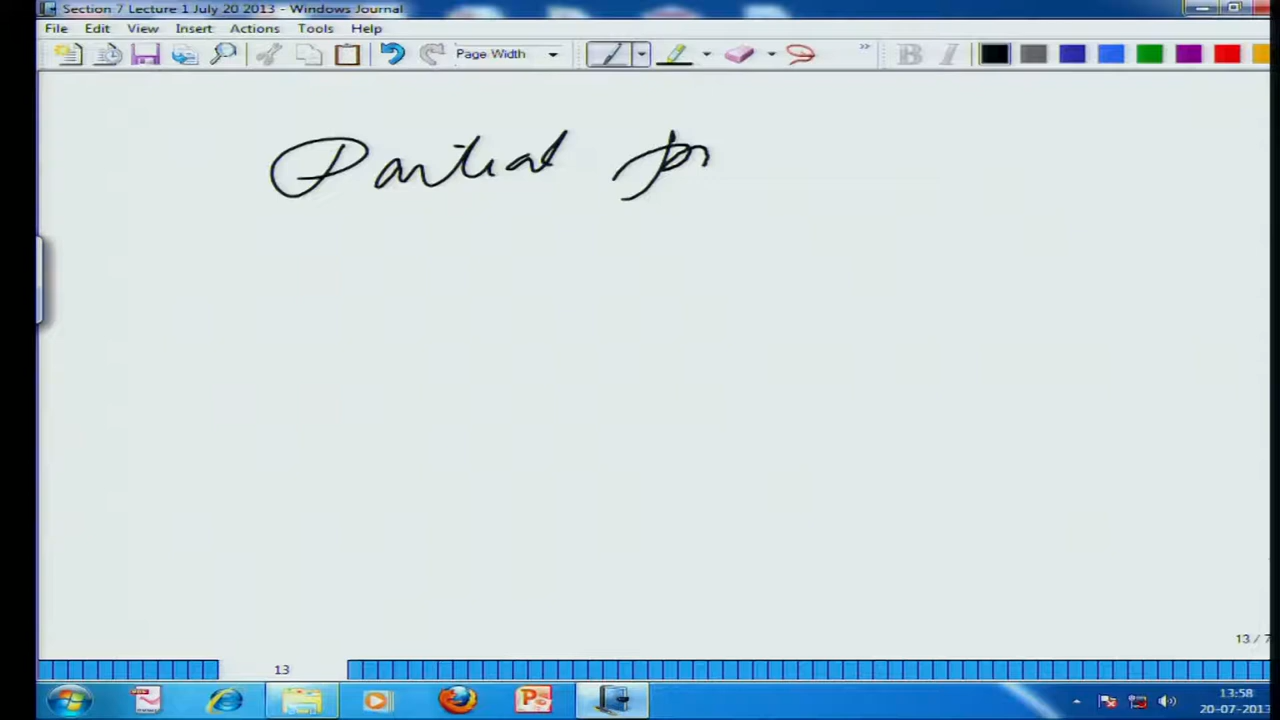 Section 7 Lecture 1 July 20 2013 - Windows Journal
File Edit View Insert Actions Tools Help
Page Width B I
Partial
13 / 7
13
13:58
20-07-2013